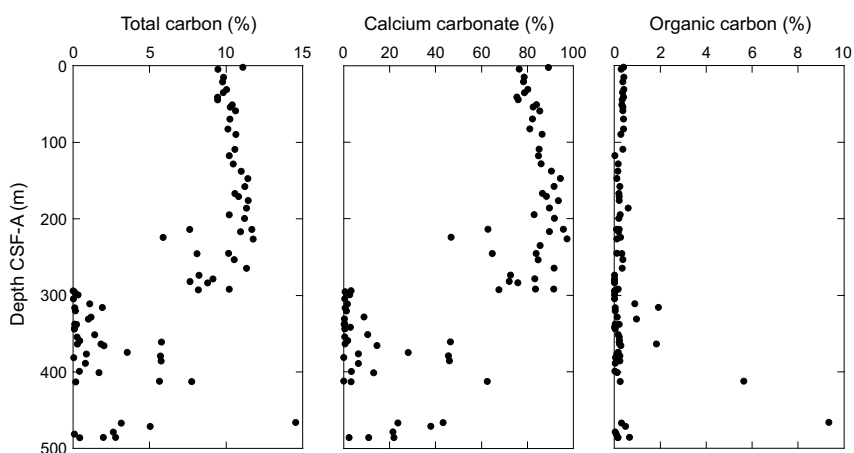 Total carbon (%) Calcium carbonate (%) Organic carbon (%)
0 5 10 15 0 20 40 60 80 100 0 2 4 6 8 10
0
100
200
300
400
500
Depth CSF-A (m)